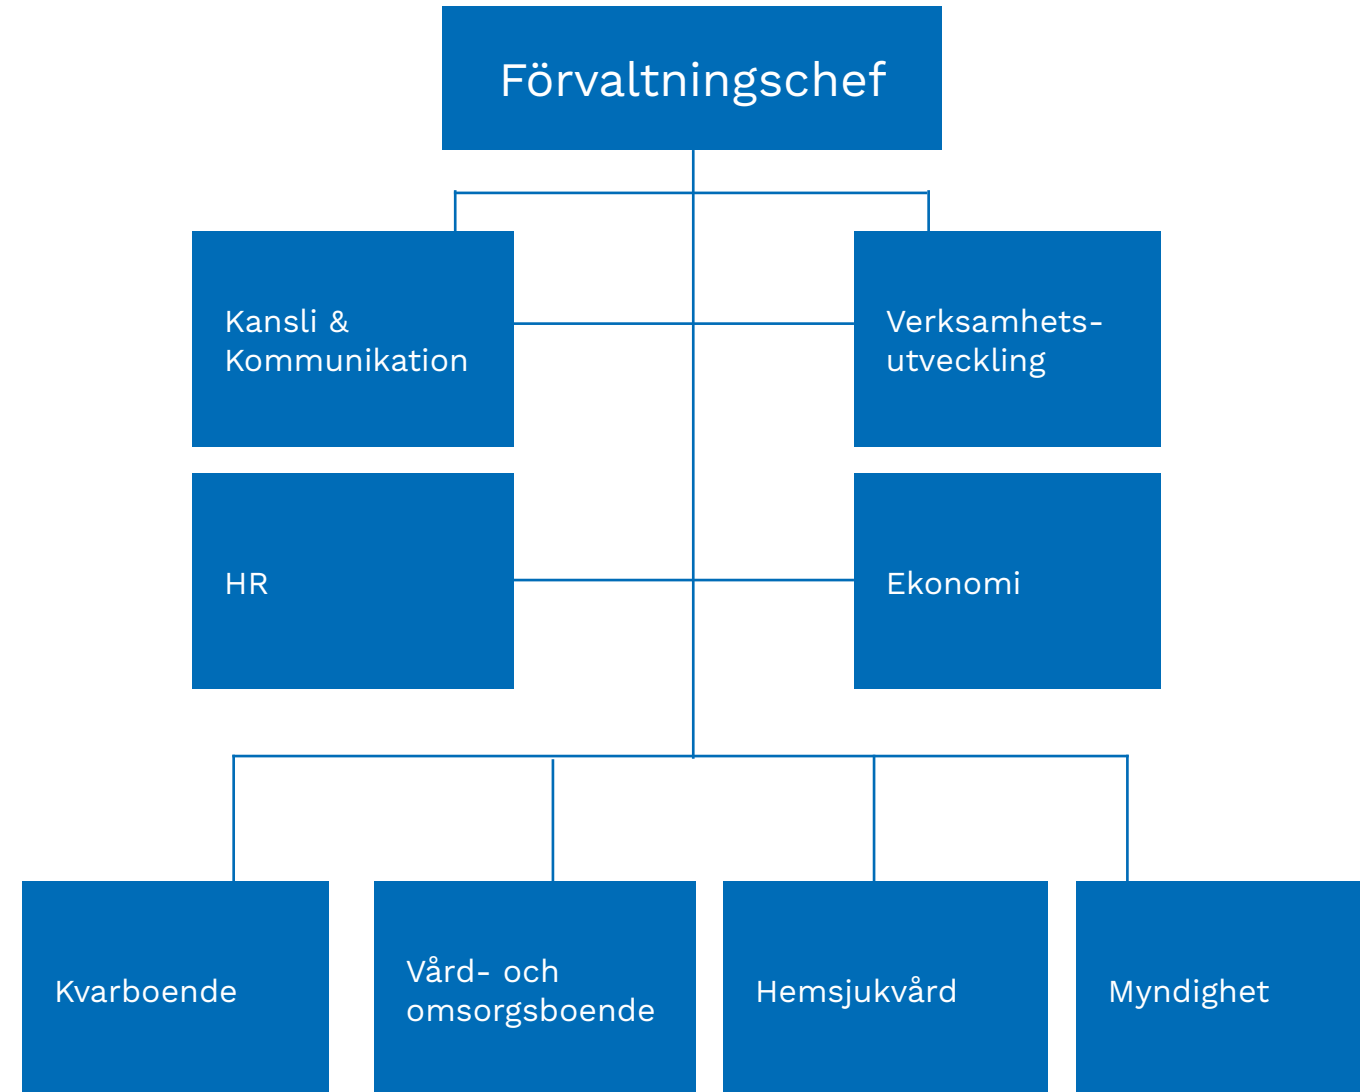 Förvaltningschef
Kansli &
Kommunikation
Verksamhets-
utveckling
HR
Ekonomi
Kvarboende
Vård- och
omsorgsboende
Hemsjukvård
Myndighet